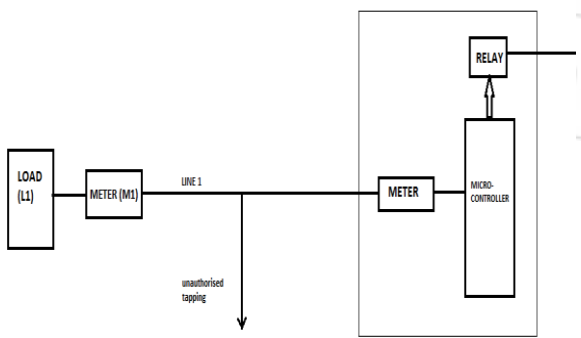 RELAY
LOAD
(L1)
METER (M1)
LINE 1
METER
MICRO-
CONTROLLER
unauthorised
tapping